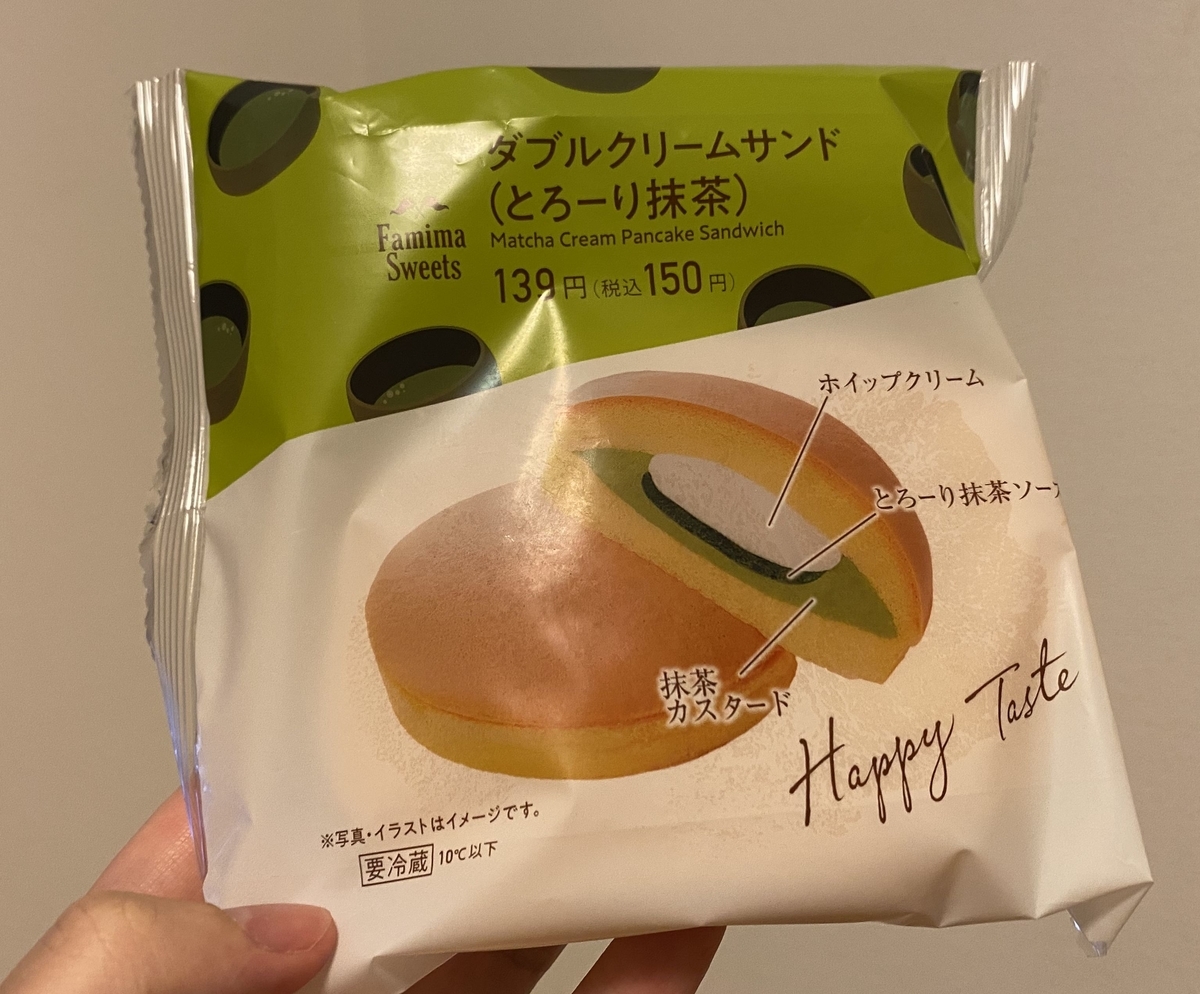 ダブルクリームサンド
(とろーり抹茶)
Matcha Cream Pancake Sandwich
Famima
Sweets
139円(税込150円)
ホイップクリーム
とろーり抹茶ソー
抹茶
カスタード
Happy Taste
※写真・イラストはイメージです。
要冷蔵 10℃以下